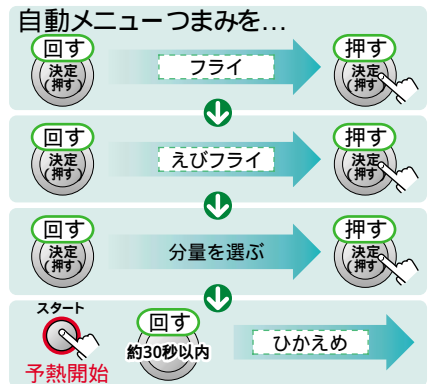 自動メニューつまみを…
回す
決定
(押す)
フライ
押す
決定
(押す)
回す
決定
(押す)
えびフライ
押す
決定
(押す)
回す
決定
(押す)
分量を選ぶ
押す
決定
(押す)
スタート
予熱開始
回す
約30秒以内
ひかえめ